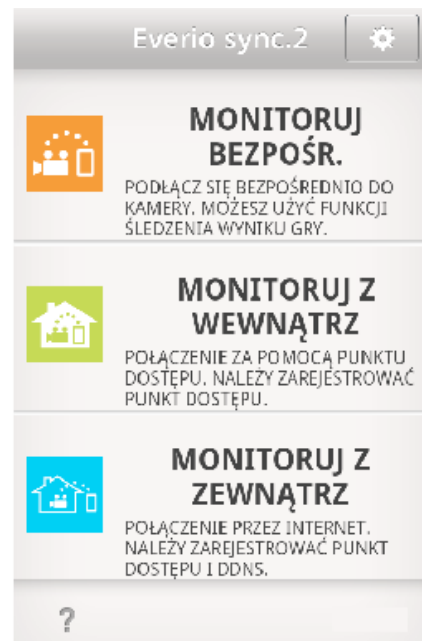 Everio sync.2
MONITORUJ
BEZPOŚR.
PODŁĄCZ SIĘ BEZPOŚREDNIO DO
KAMERY. MOŻESZ UŻYĆ FUNKCJI
ŚLEDZENIA WYNIKU GRY.
MONITORUJ Z
WEWNĄTRZ
POŁĄCZENIE ZA POMOCĄ PUNKTU
DOSTĘPU. NALEŻY ZAREJESTROWAĆ
PUNKT DOSTĘPU.
MONITORUJ Z
ZEWNĄTRZ
POŁĄCZENIE PRZEZ INTERNET.
NALEŻY ZAREJESTROWAĆ PUNKT
DOSTĘPU I DDNS.
?